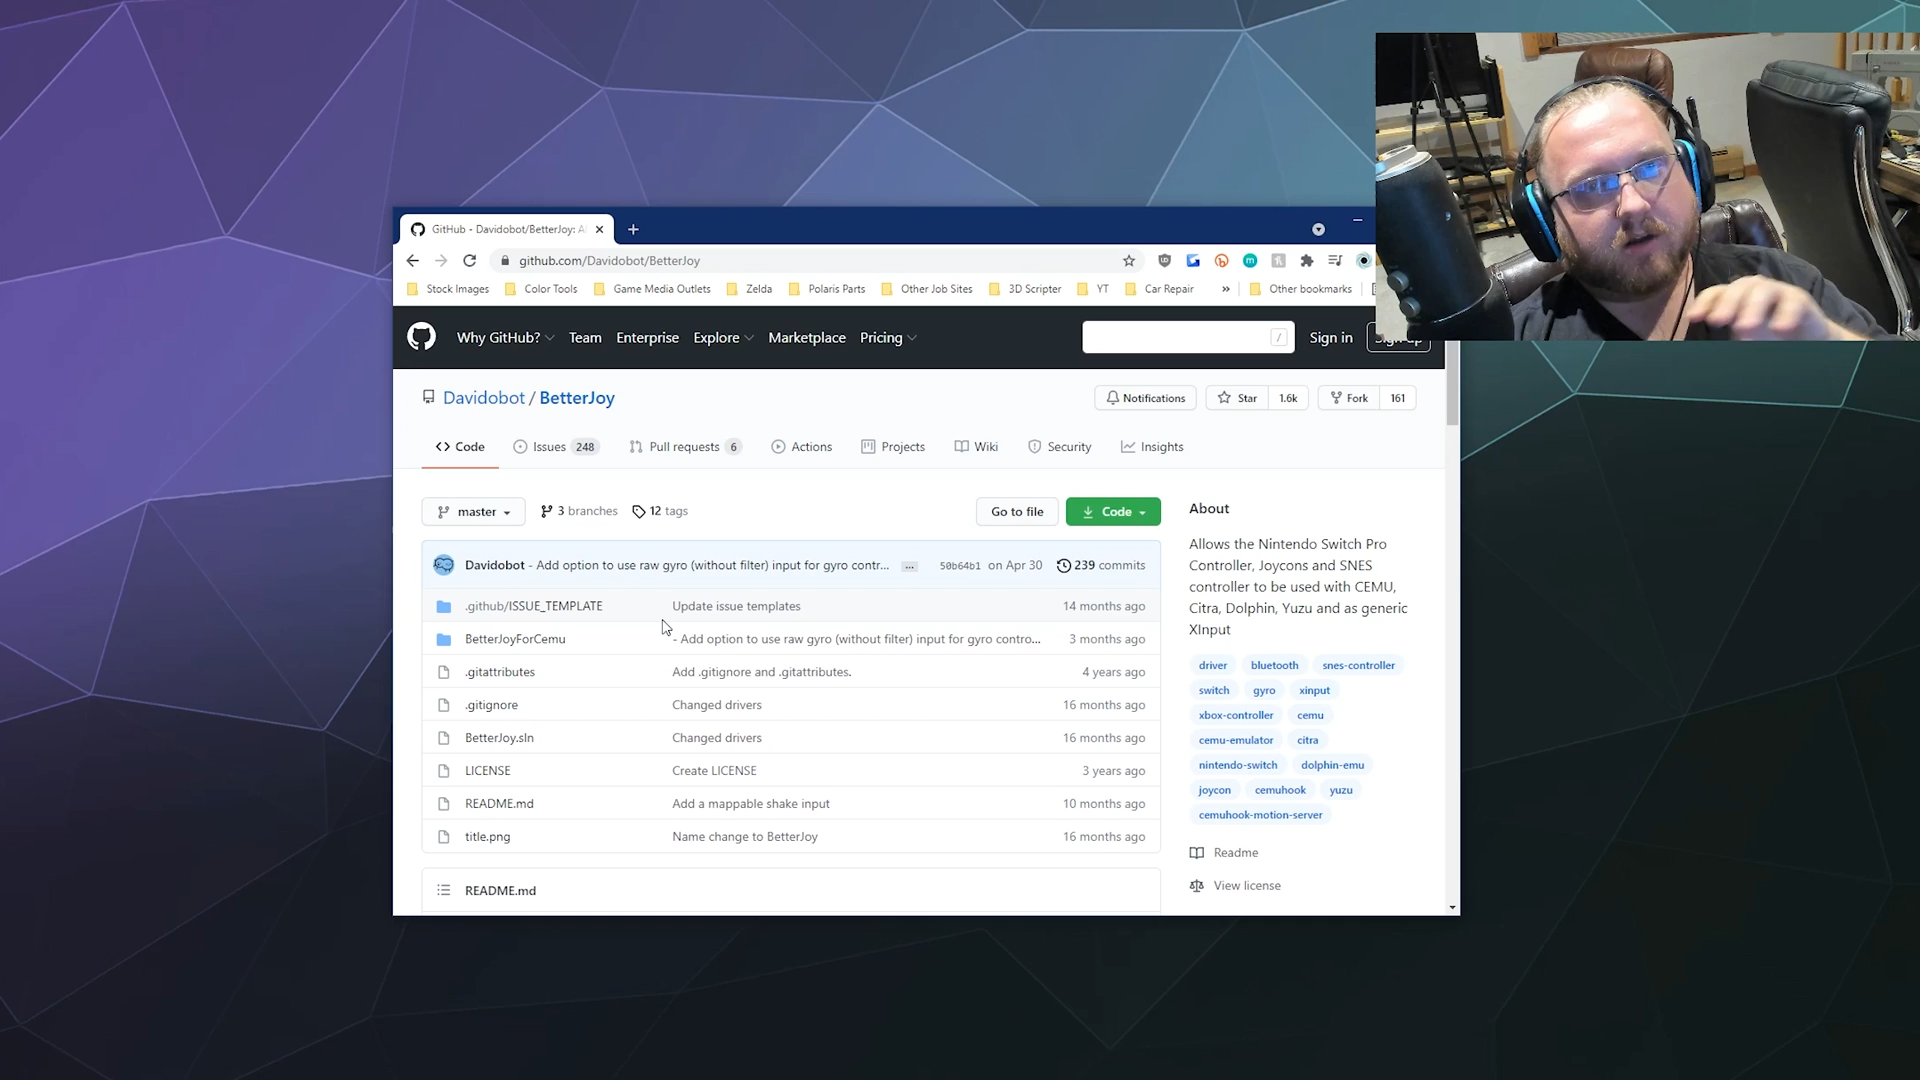 GitHub - Davidobot/BetterJoy: A
github.com/Davidobot/BetterJoy
Stock Images Color Tools Game Media Outlets Zelda Polaris Parts Other Job Sites 3D Scripter YT Car Repair » Other bookmarks
Why GitHub? Team Enterprise Explore Marketplace Pricing / Sign in Sign up
Davidobot / BetterJoy Notifications Star 1.6k Fork 161
Code Issues 248 Pull requests 6 Actions Projects Wiki Security Insights
master 3 branches 12 tags Go to file Code
Davidobot - Add option to use raw gyro (without filter) input for gyro contr... ... 50b64b1 on Apr 30 239 commits
.github/ISSUE_TEMPLATE Update issue templates 14 months ago
BetterJoyForCemu - Add option to use raw gyro (without filter) input for gyro contro... 3 months ago
.gitattributes Add .gitignore and .gitattributes. 4 years ago
.gitignore Changed drivers 16 months ago
BetterJoy.sln Changed drivers 16 months ago
LICENSE Create LICENSE 3 years ago
README.md Add a mappable shake input 10 months ago
title.png Name change to BetterJoy 16 months ago
README.md
About
Allows the Nintendo Switch Pro
Controller, Joycons and SNES
controller to be used with CEMU,
Citra, Dolphin, Yuzu and as generic
XInput
driver bluetooth snes-controller
switch gyro xinput
xbox-controller cemu
cemu-emulator citra
nintendo-switch dolphin-emu
joycon cemuhook yuzu
cemuhook-motion-server
Readme
View license